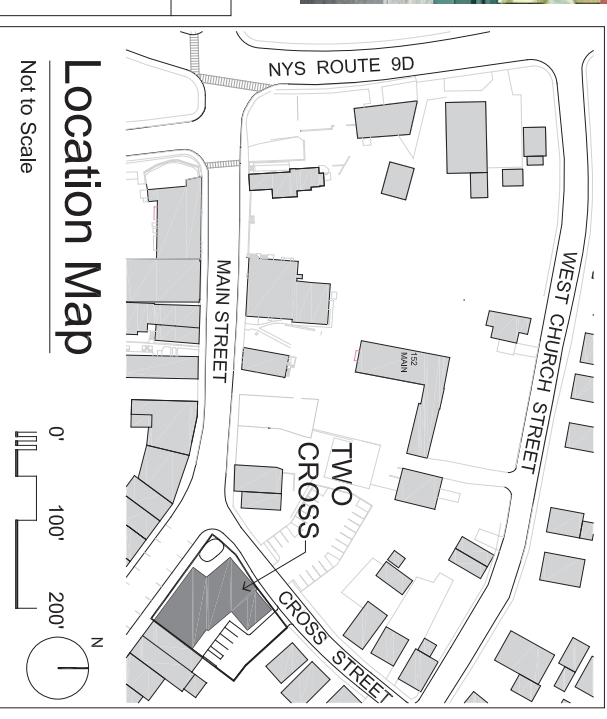 NYS ROUTE 9D
WEST CHURCH STREET
MAIN STREET
152
MAIN
TWO
CROSS
CROSS STREET
Location Map
Not to Scale
0' 100' 200'
N